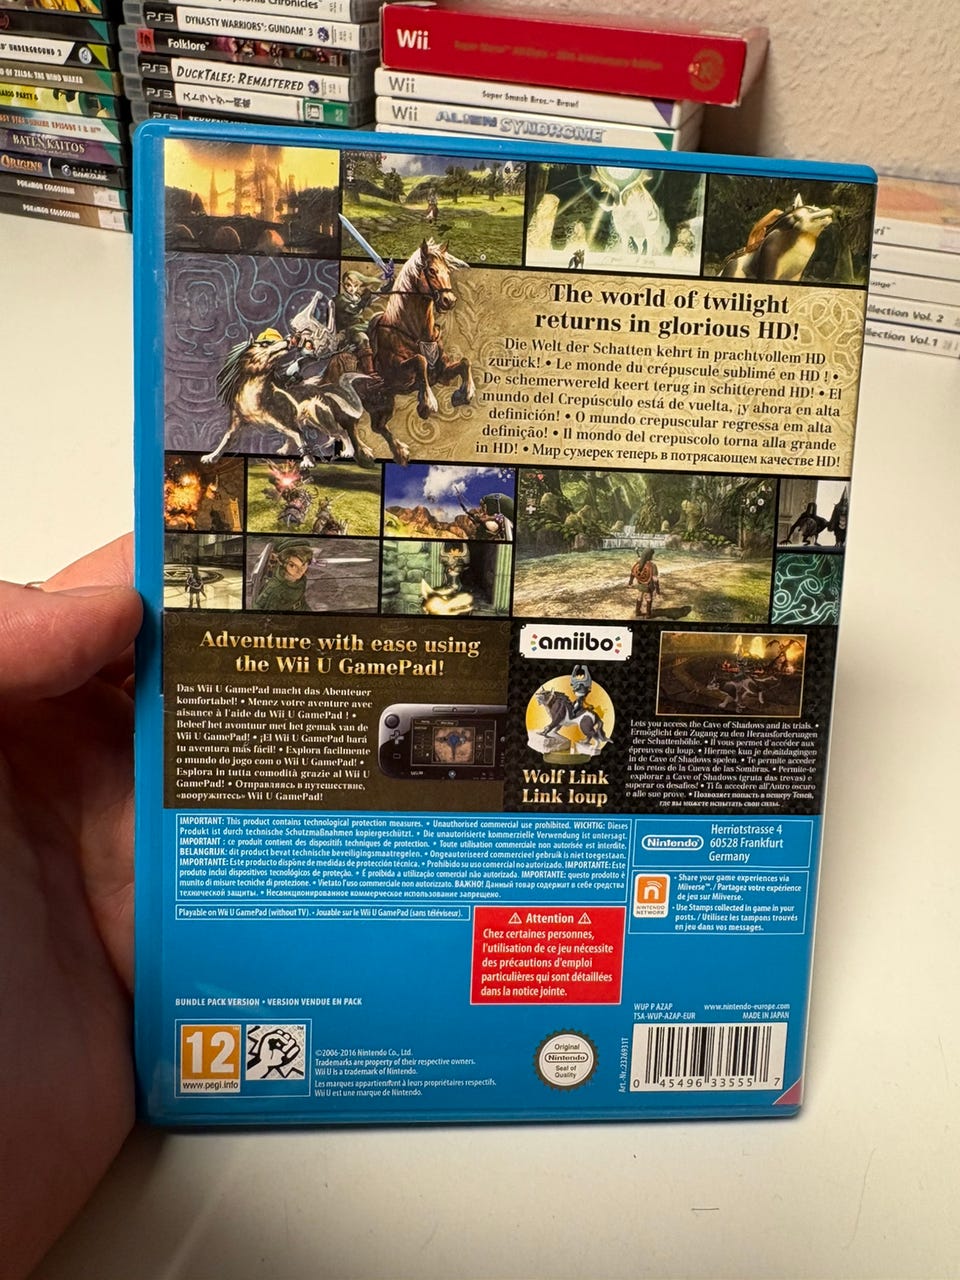 PS3 DYNASTY WARRIORS: GUNDAM 3
Folklore
PS3 DUCKTALES: REMASTERED
PS3 ストライダー飛竜
Wii
Wii Super Smash Bros.™ Brawl
Wii ALIEN SYNDROME
UNDERGROUND 2
OF ZELDA: THE WIND WAKER
BATEN KAITOS
ORIGINS
POKéMON COLOSSEUM
POKéMON COLOSSEUM
llection Vol. 2
llection Vol.1
The world of twilight
returns in glorious HD!
Die Welt der Schatten kehrt in prachtvollem HD
zurück! • Le monde du crépuscule sublimé en HD ! •
De schemerwereld keert terug in schitterend HD! • El
mundo del Crepúsculo está de vuelta, ¡y ahora en alta
definición! • O mundo crepuscular regressa em alta
definição! • Il mondo del crepuscolo torna alla grande
in HD! • Мир сумерек теперь в потрясающем качестве HD!
Adventure with ease using
the Wii U GamePad!
Das Wii U GamePad macht das Abenteuer
komfortabel! • Menez votre aventure avec
aisance à l'aide du Wii U GamePad ! •
Beleef het avontuur met het gemak van de
Wii U GamePad! • ¡El Wii U GamePad hará
tu aventura más fácil! • Explora facilmente
o mundo do jogo com o Wii U GamePad! •
Esplora in tutta comodità grazie al Wii U
GamePad! • Отправляясь в путешествие,
«вооружитесь» Wii U GamePad!
amiibo
Wolf Link
Link loup
Lets you access the Cave of Shadows and its trials. •
Ermöglicht den Zugang zu den Herausforderungen
der Schattenhöhle. • Il vous permet d'accéder aux
épreuves du loup. • Hiermee kun je de uitdagingen
in de Cave of Shadows spelen. • Te permite acceder
a los retos de la Cueva de las Sombras. • Permite-te
explorar a Cave of Shadows (gruta das trevas) e
superar os desafios! • Ti fa accedere all'Antro oscuro
e alle sue prove. • Позволяет попасть в пещеру Теней,
где вы можете испытать свои силы.
IMPORTANT: This product contains technological protection measures. • Unauthorised commercial use prohibited. WICHTIG: Dieses
Produkt ist durch technische Schutzmaßnahmen kopiergeschützt. • Die unautorisierte kommerzielle Verwendung ist untersagt.
IMPORTANT : ce produit contient des dispositifs techniques de protection. • Toute utilisation commerciale non autorisée est interdite.
BELANGRIJK: dit product bevat technische beveiligingsmaatregelen. • Ongeautoriseerd commercieel gebruik is niet toegestaan.
IMPORTANTE: Este producto dispone de medidas de protección técnica. • Prohibido su uso comercial no autorizado. IMPORTANTE: Este
produto inclui dispositivos tecnológicos de proteção. • É proibida a utilização comercial não autorizada. IMPORTANTE: questo prodotto è
munito di misure tecniche di protezione. • Vietato l'uso commerciale non autorizzato. ВАЖНО! Данный товар содержит в себе средства
технической защиты. • Несанкционированное коммерческое использование запрещено.
Nintendo
Herriotstrasse 4
60528 Frankfurt
Germany
NINTENDO
NETWORK
• Share your game experiences via
Miiverse™. / Partagez votre expérience
de jeu sur Miiverse.
• Use Stamps collected in game in your
posts. / Utilisez les tampons trouvés
en jeu dans vos messages.
Playable on Wii U GamePad (without TV). • Jouable sur le Wii U GamePad (sans téléviseur).
Attention
Chez certaines personnes,
l'utilisation de ce jeu nécessite
des précautions d'emploi
particulières qui sont détaillées
dans la notice jointe.
BUNDLE PACK VERSION • VERSION VENDUE EN PACK
WUP P AZAP www.nintendo-europe.com
TSA-WUP-AZAP-EUR MADE IN JAPAN
12
www.pegi.info
©2006-2016 Nintendo Co., Ltd.
Trademarks are property of their respective owners.
Wii U is a trademark of Nintendo.
Les marques appartiennent à leurs propriétaires respectifs.
Wii U est une marque de Nintendo.
Original
Nintendo
Seal of
Quality
Art.-Nr.:2326931T
0 45496 33555 7